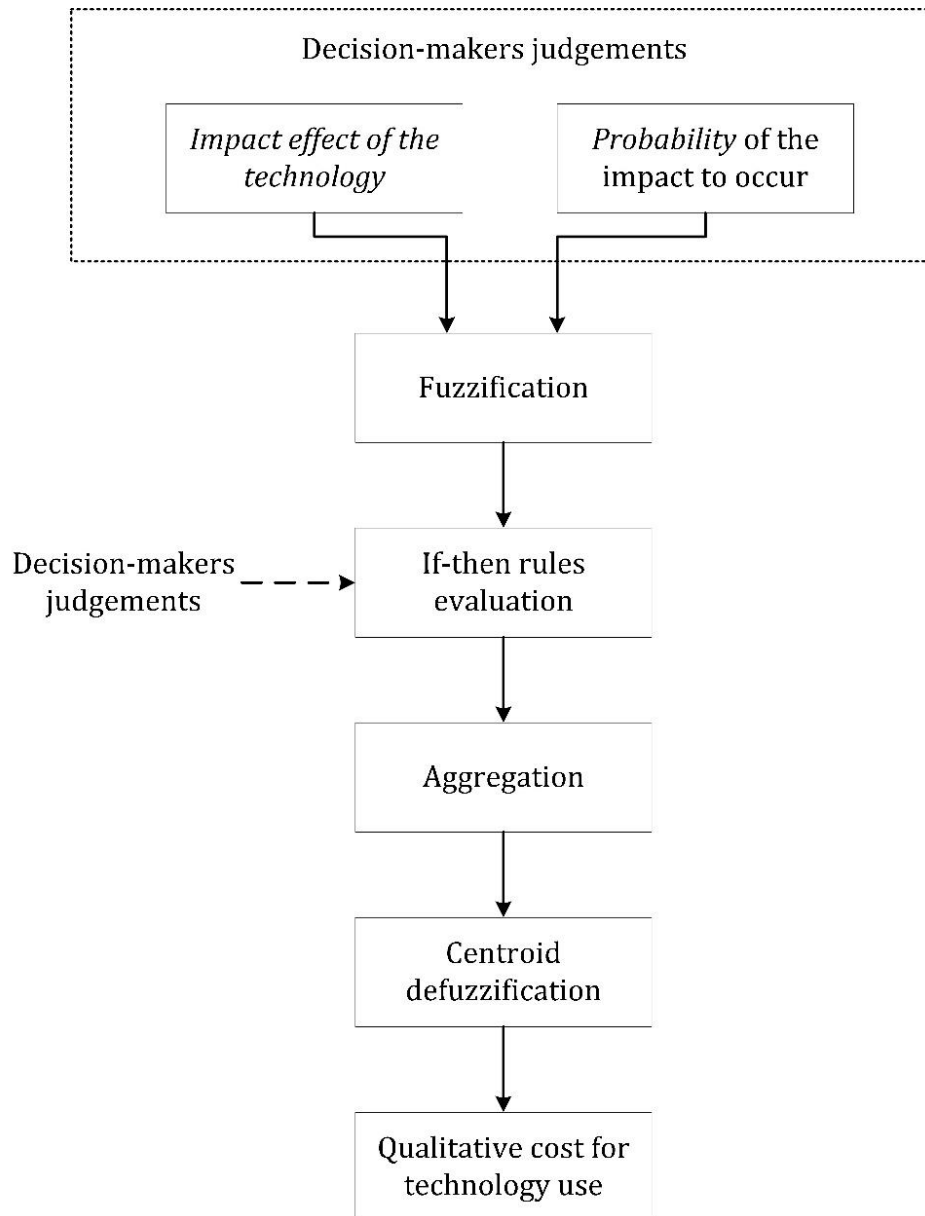 Decision-makers judgements
Impact effect of the
technology
Probability of the
impact to occur
Fuzzification
Decision-makers
judgements
If-then rules
evaluation
Aggregation
Centroid
defuzzification
Qualitative cost for
technology use